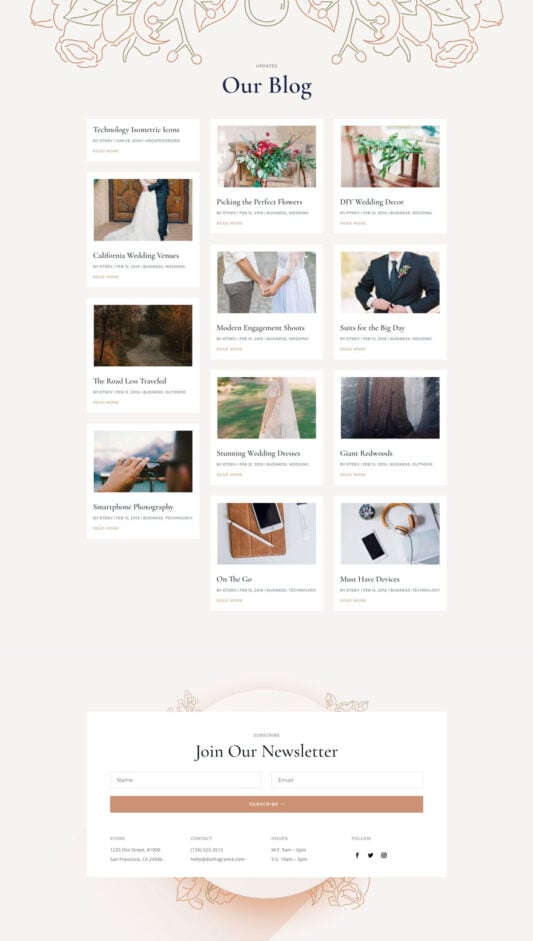 UPDATES
Our Blog
Technology Isometric Icons
BY ETDEV | JUN 29, 2020 | UNCATEGORIZED
READ MORE
California Wedding Venues
BY ETDEV | FEB 12, 2016 | BUSINESS, WEDDING
READ MORE
The Road Less Traveled
BY ETDEV | FEB 12, 2016 | BUSINESS, OUTDOOR
READ MORE
Smartphone Photography
BY ETDEV | FEB 12, 2016 | BUSINESS, TECHNOLOGY
READ MORE
Picking the Perfect Flowers
BY ETDEV | FEB 12, 2016 | BUSINESS, WEDDING
READ MORE
Modern Engagement Shoots
BY ETDEV | FEB 12, 2016 | BUSINESS, WEDDING
READ MORE
Stunning Wedding Dresses
BY ETDEV | FEB 12, 2016 | BUSINESS, WEDDING
READ MORE
On The Go
BY ETDEV | FEB 12, 2016 | BUSINESS, TECHNOLOGY
READ MORE
DIY Wedding Decor
BY ETDEV | FEB 12, 2016 | BUSINESS, WEDDING
READ MORE
Suits for the Big Day
BY ETDEV | FEB 12, 2016 | BUSINESS, WEDDING
READ MORE
Giant Redwoods
BY ETDEV | FEB 12, 2016 | BUSINESS, OUTDOOR
READ MORE
Must Have Devices
BY ETDEV | FEB 12, 2016 | BUSINESS, TECHNOLOGY
READ MORE
SUBSCRIBE
Join Our Newsletter
Name
Email
SUBSCRIBE
STORE
1235 Divi Street, #1000
San Francisco, CA 24946
CONTACT
(135) 523-3513
hello@divifragrance.com
HOURS
M-F: 9am – 6pm
S-S: 10am – 5pm
FOLLOW